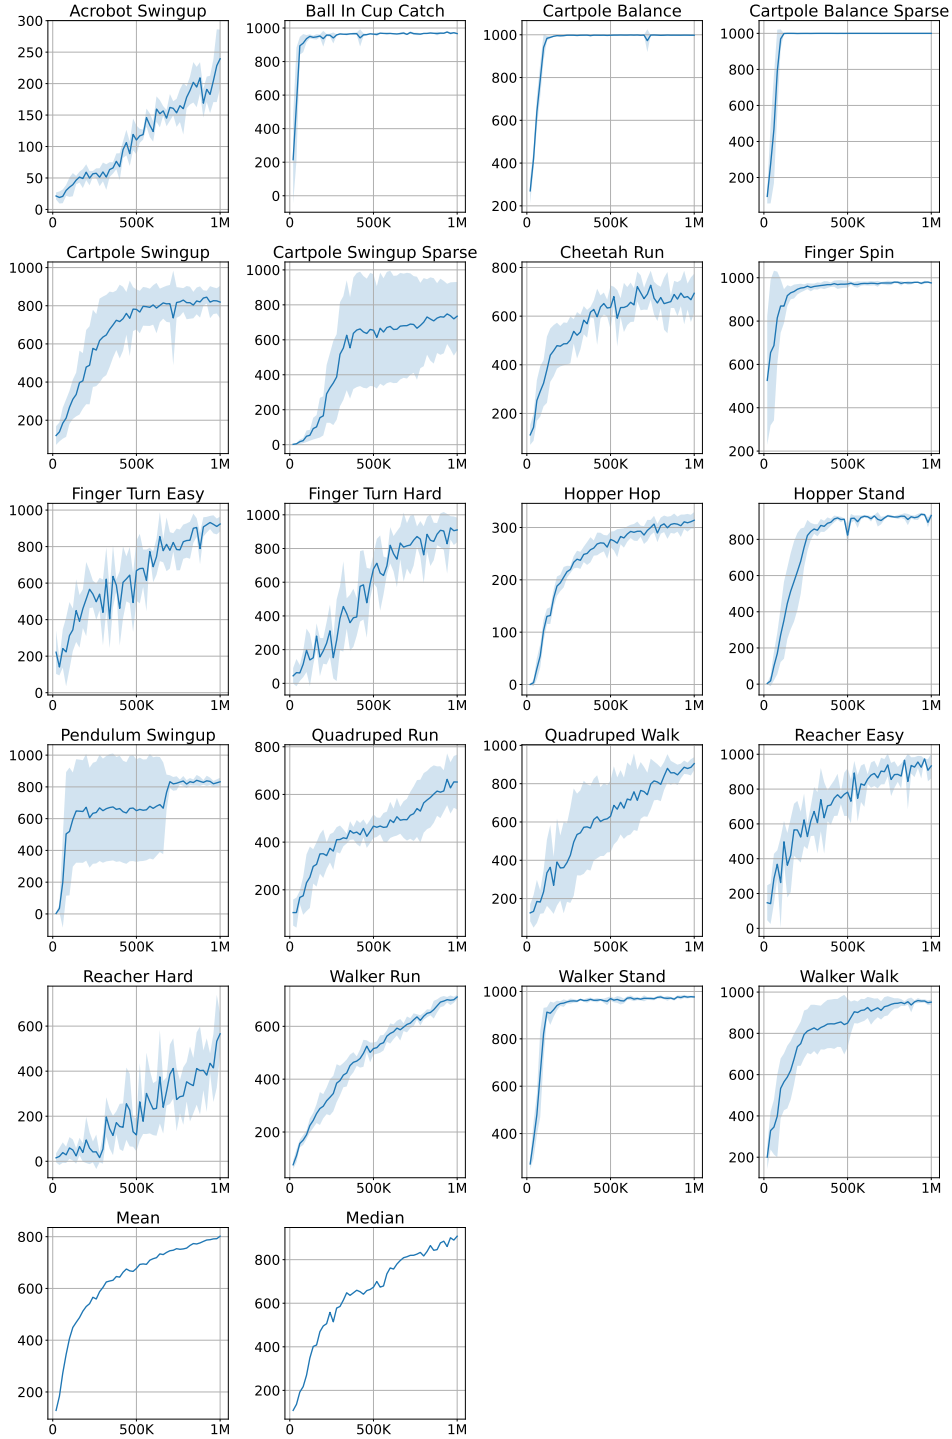 Acrobot Swingup
300
250
200
150
100
50
0
0 500K 1M
Ball In Cup Catch
1000
800
600
400
200
0
0 500K 1M
Cartpole Balance
1000
800
600
400
200
0 500K 1M
Cartpole Balance Sparse
1000
800
600
400
200
0 500K 1M
Cartpole Swingup
1000
800
600
400
200
0 500K 1M
Cartpole Swingup Sparse
1000
800
600
400
200
0
0 500K 1M
Cheetah Run
800
600
400
200
0 500K 1M
Finger Spin
1000
800
600
400
200
0 500K 1M
Finger Turn Easy
1000
800
600
400
200
0
0 500K 1M
Finger Turn Hard
1000
800
600
400
200
0
0 500K 1M
Hopper Hop
300
200
100
0
0 500K 1M
Hopper Stand
800
600
400
200
0
0 500K 1M
Pendulum Swingup
1000
800
600
400
200
0
0 500K 1M
Quadruped Run
800
600
400
200
0 500K 1M
Quadruped Walk
1000
800
600
400
200
0 500K 1M
Reacher Easy
1000
800
600
400
200
0
0 500K 1M
Reacher Hard
600
400
200
0
0 500K 1M
Walker Run
600
400
200
0 500K 1M
Walker Stand
1000
800
600
400
0 500K 1M
Walker Walk
1000
800
600
400
200
0 500K 1M
Mean
800
600
400
200
0 500K 1M
Median
800
600
400
200
0 500K 1M